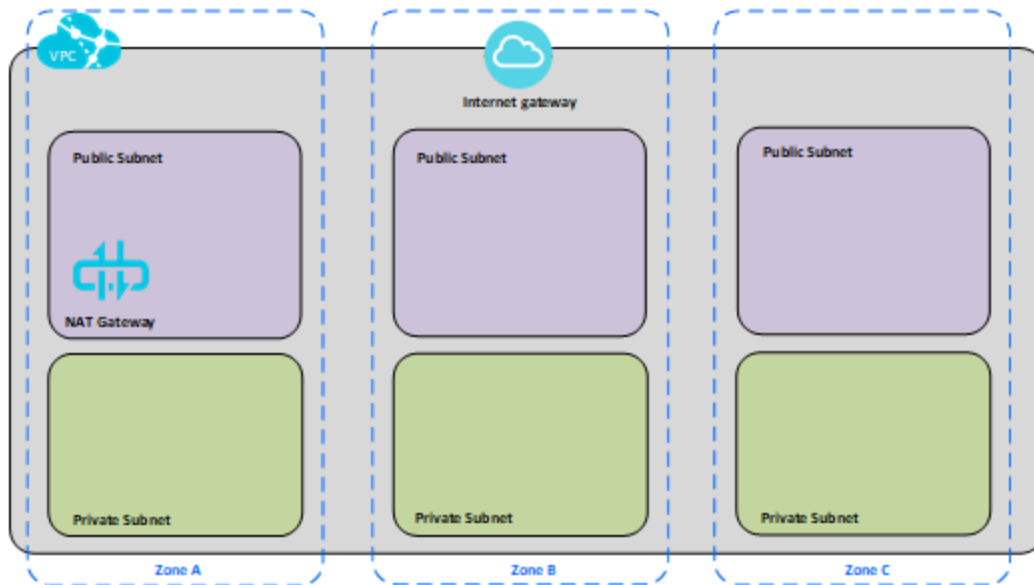 VPC
Internet gateway
Public Subnet
Public Subnet
Public Subnet
NAT Gateway
Private Subnet
Private Subnet
Private Subnet
Zone A
Zone B
Zone C